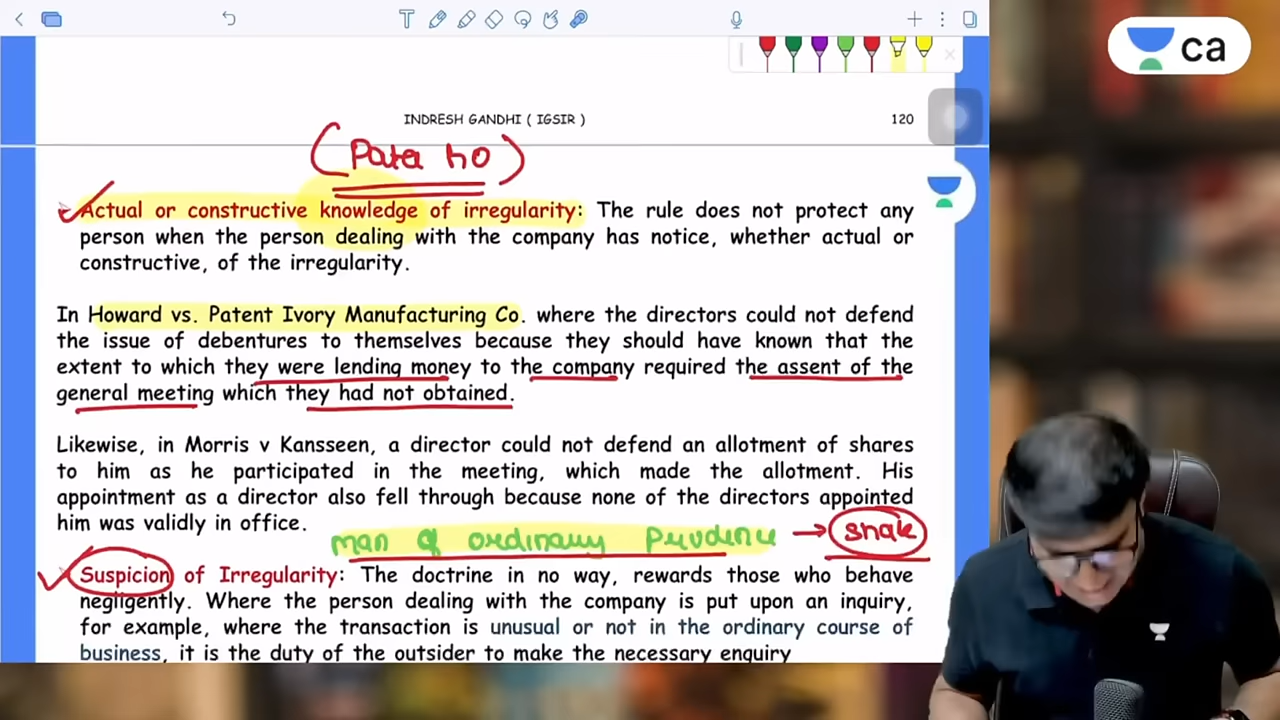 ca
INDRESH GANDHI ( IGSIR )
120
(Pata ho)
Actual or constructive knowledge of irregularity: The rule does not protect any
person when the person dealing with the company has notice, whether actual or
constructive, of the irregularity.
In Howard vs. Patent Ivory Manufacturing Co. where the directors could not defend
the issue of debentures to themselves because they should have known that the
extent to which they were lending money to the company required the assent of the
general meeting which they had not obtained.
Likewise, in Morris v Kansseen, a director could not defend an allotment of shares
to him as he participated in the meeting, which made the allotment. His
appointment as a director also fell through because none of the directors appointed
him was validly in office.
man of ordinary Prudence →
Suspicion of Irregularity: The doctrine in no way, rewards those who behave
negligently. Where the person dealing with the company is put upon an inquiry,
for example, where the transaction is unusual or not in the ordinary course of
business, it is the duty of the outsider to make the necessary enquiry